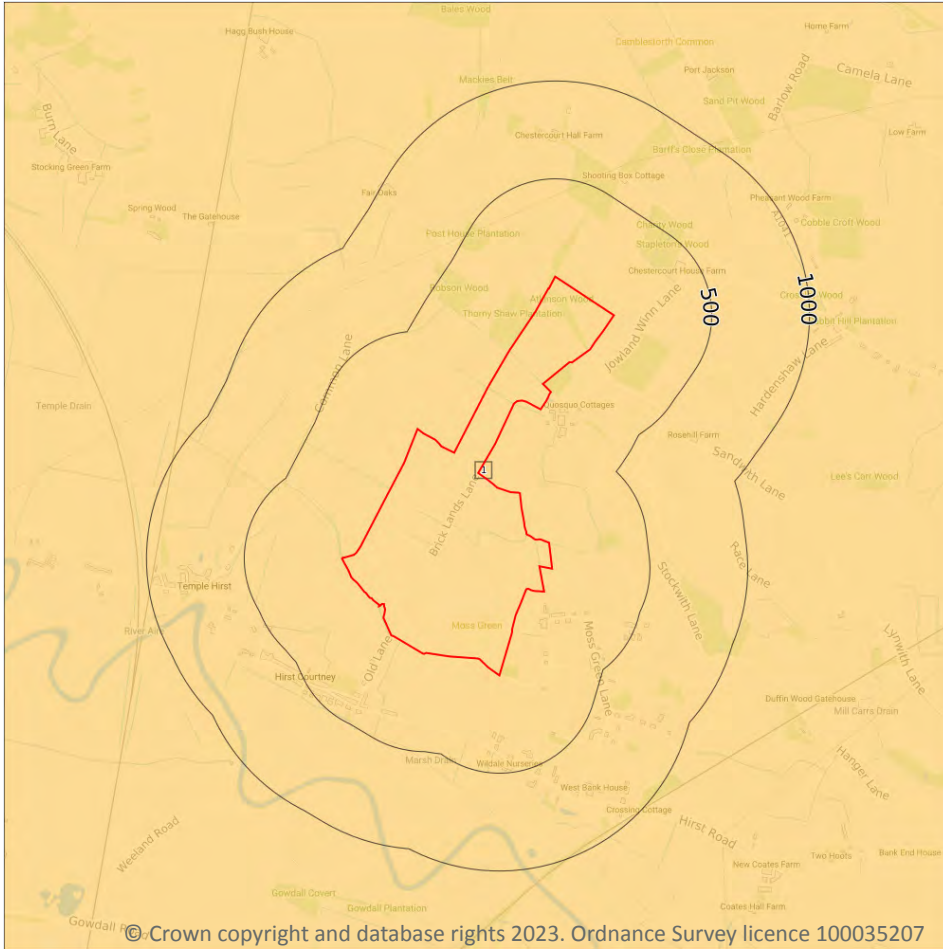 Bales Wood
Hagg Bush House
Home Farm
Camblesforth Common
Port Jackson
Camela Lane
Barlow Road
Mackies Belt
Sand Pit Wood
Burn Lane
Chestercourt Hall Farm
Low Farm
Barff's Close Plantation
Stocking Green Farm
Shooting Box Cottage
Fair Oaks
Pheasant Wood Farm
Spring Wood
The Gatehouse
A1041
Cobble Croft Wood
Charity Wood
Post House Plantation
Stapleton's Wood
Chestercourt House Farm
Robson Wood
Atkinson Wood
500
1000
Thorny Shaw Plantation
Jowland Winn Lane
Common Lane
Hardenshaw Lane
Temple Drain
Quosquo Cottages
Rosehill Farm
1
Sandwith Lane
Lee's Carr Wood
Brick Lands Lane
Race Lane
Temple Hirst
Stockwith Lane
River Aire
Moss Green
Moss Green Lane
Old Lane
Lynwith Lane
Hirst Courtney
Duffin Wood Gatehouse
Mill Carrs Drain
Marsh Drain
Wildale Nurseries
Hanger Lane
West Bank House
Crossing Cottage
Weeland Road
Hirst Road
Two Hoots
Bank End House
New Coates Farm
Gowdall Covert
Gowdall Plantation
Coates Hall Farm
Gowdall
© Crown copyright and database rights 2023. Ordnance Survey licence 100035207